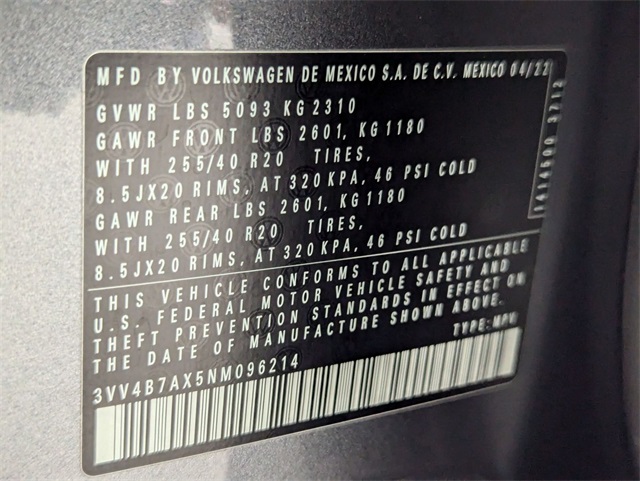 MFD BY VOLKSWAGEN DE MEXICO S.A. DE C.V. MEXICO 04/22
GVWR LBS 5093 KG 2310
GAWR FRONT LBS 2601, KG 1180
WITH 255/40 R20 TIRES,
8.5JX20 RIMS, AT 320 KPA, 46 PSI COLD
GAWR REAR LBS 2601, KG 1180
WITH 255/40 R20 TIRES,
8.5JX20 RIMS, AT 320 KPA, 46 PSI COLD
THIS VEHICLE CONFORMS TO ALL APPLICABLE
U.S. FEDERAL MOTOR VEHICLE SAFETY AND
THEFT PREVENTION STANDARDS IN EFFECT ON
THE DATE OF MANUFACTURE SHOWN ABOVE.
TYPE: MPV
3VV4B7AX5NM096214